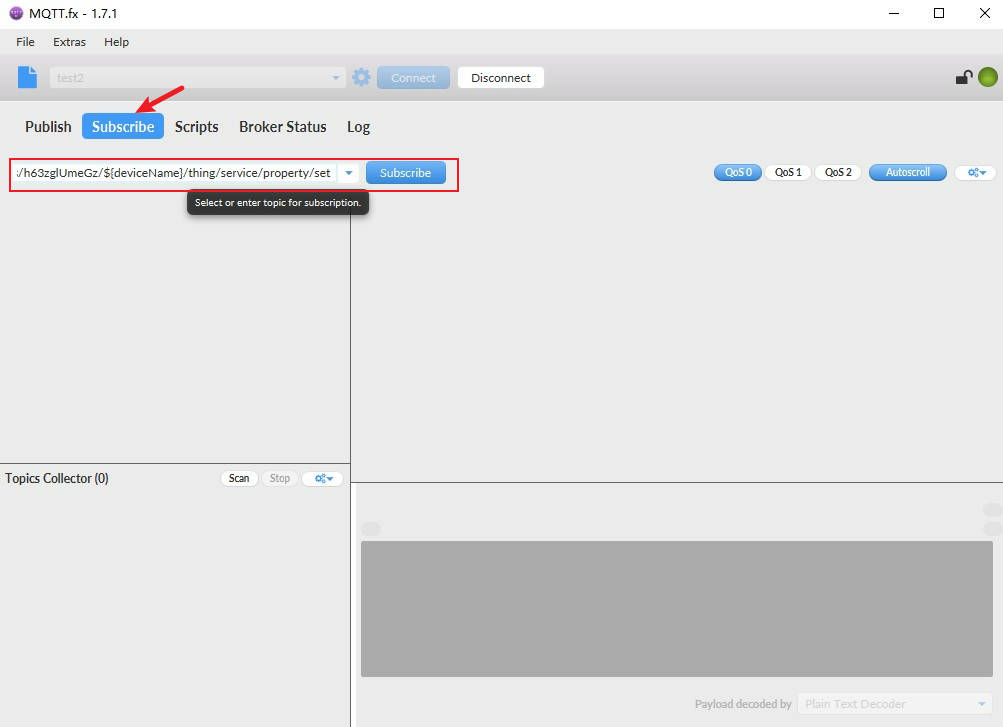 MQTT.fx - 1.7.1
File Extras Help
test2 Connect Disconnect
Publish Subscribe Scripts Broker Status Log
:/h63zglUmeGz/${deviceName}/thing/service/property/set Subscribe QoS 0 QoS 1 QoS 2 Autoscroll
Select or enter topic for subscription.
Topics Collector (0) Scan Stop
Payload decoded by Plain Text Decoder